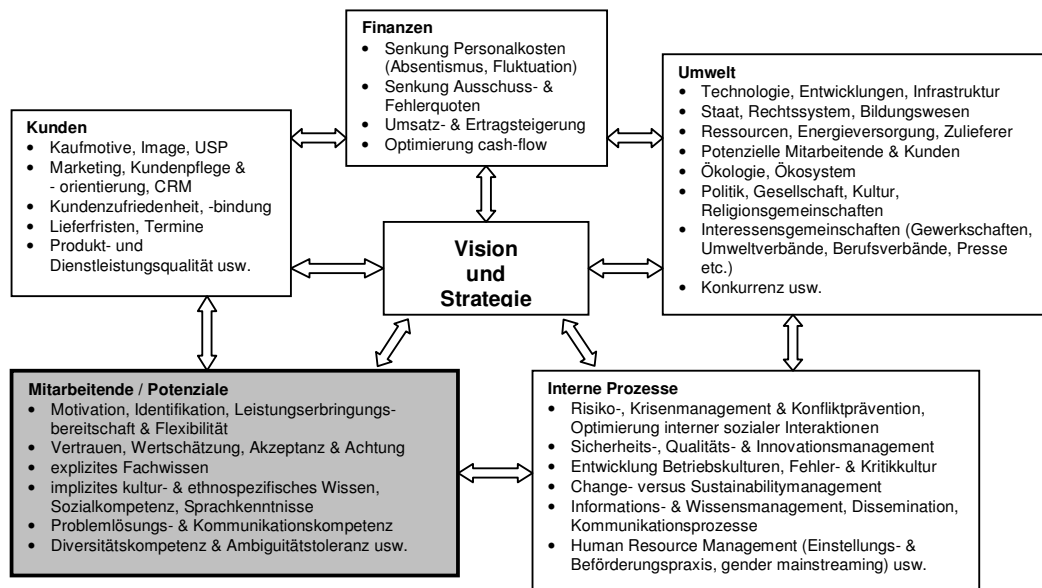 Finanzen
• Senkung Personalkosten
(Absentismus, Fluktuation)
• Senkung Ausschuss- &
Fehlerquoten
• Umsatz- & Ertragsteigerung
• Optimierung cash-flow
Umwelt
• Technologie, Entwicklungen, Infrastruktur
• Staat, Rechtssystem, Bildungswesen
• Ressourcen, Energieversorgung, Zulieferer
• Potenzielle Mitarbeitende & Kunden
• Ökologie, Ökosystem
• Politik, Gesellschaft, Kultur,
Religionsgemeinschaften
• Interessensgemeinschaften (Gewerkschaften,
Umweltverbände, Berufsverbände, Presse
etc.)
• Konkurrenz usw.
Kunden
• Kaufmotive, Image, USP
• Marketing, Kundenpflege &
- orientierung, CRM
• Kundenzufriedenheit, -bindung
• Lieferfristen, Termine
• Produkt- und
Dienstleistungsqualität usw.
Vision
und
Strategie
Mitarbeitende / Potenziale
• Motivation, Identifikation, Leistungserbringungs-
bereitschaft & Flexibilität
• Vertrauen, Wertschätzung, Akzeptanz & Achtung
• explizites Fachwissen
• implizites kultur- & ethnospezifisches Wissen,
Sozialkompetenz, Sprachkenntnisse
• Problemlösungs- & Kommunikationskompetenz
• Diversitätskompetenz & Ambiguitätstoleranz usw.
Interne Prozesse
• Risiko-, Krisenmanagement & Konfliktprävention,
Optimierung interner sozialer Interaktionen
• Sicherheits-, Qualitäts- & Innovationsmanagement
• Entwicklung Betriebskulturen, Fehler- & Kritikkultur
• Change- versus Sustainabilitymanagement
• Informations- & Wissensmanagement, Dissemination,
Kommunikationsprozesse
• Human Resource Management (Einstellungs- &
Beförderungspraxis, gender mainstreaming) usw.